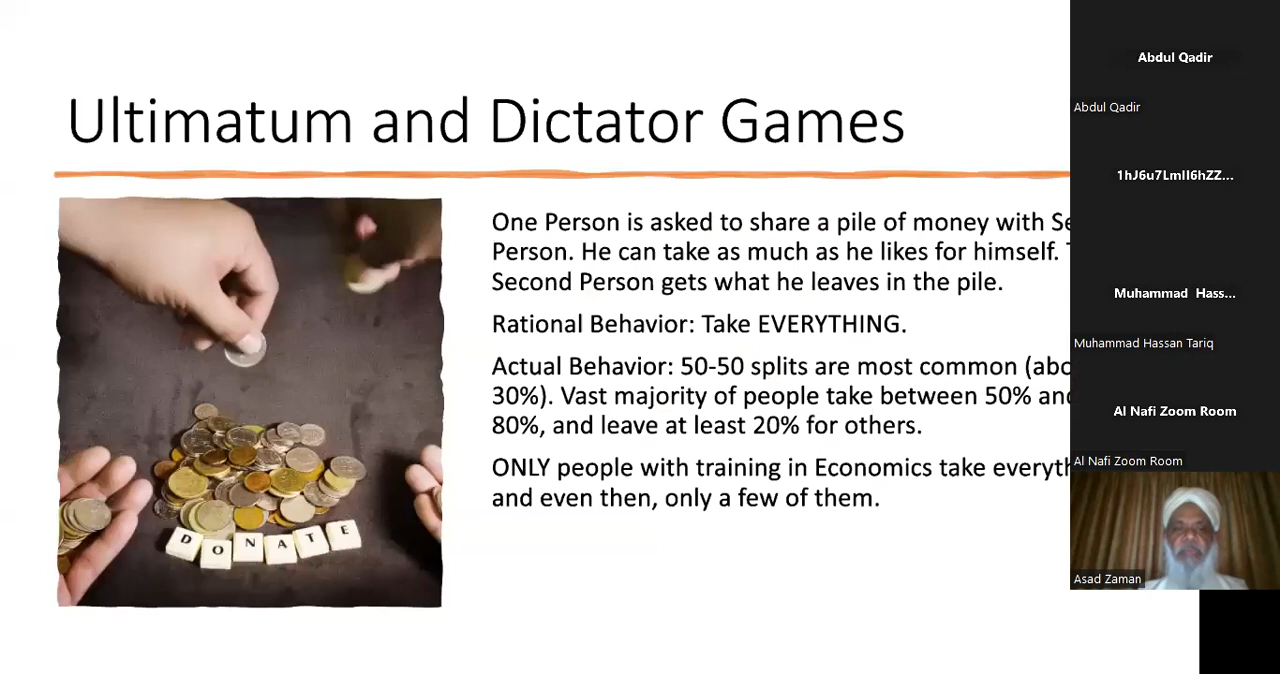 Ultimatum and Dictator Games
One Person is asked to share a pile of money with
Person. He can take as much as he likes for himself.
Second Person gets what he leaves in the pile.
Rational Behavior: Take EVERYTHING.
Actual Behavior: 50-50 splits are most common
30%). Vast majority of people take between 50%
80%, and leave at least 20% for others.
ONLY people with training in Economics take
and even then, only a few of them.
DONATE
Abdul Qadir
Abdul Qadir
Muhammad Hass...
Muhammad Hassan Tariq
Al Nafi Zoom Room
Al Nafi Zoom Room
Asad Zaman